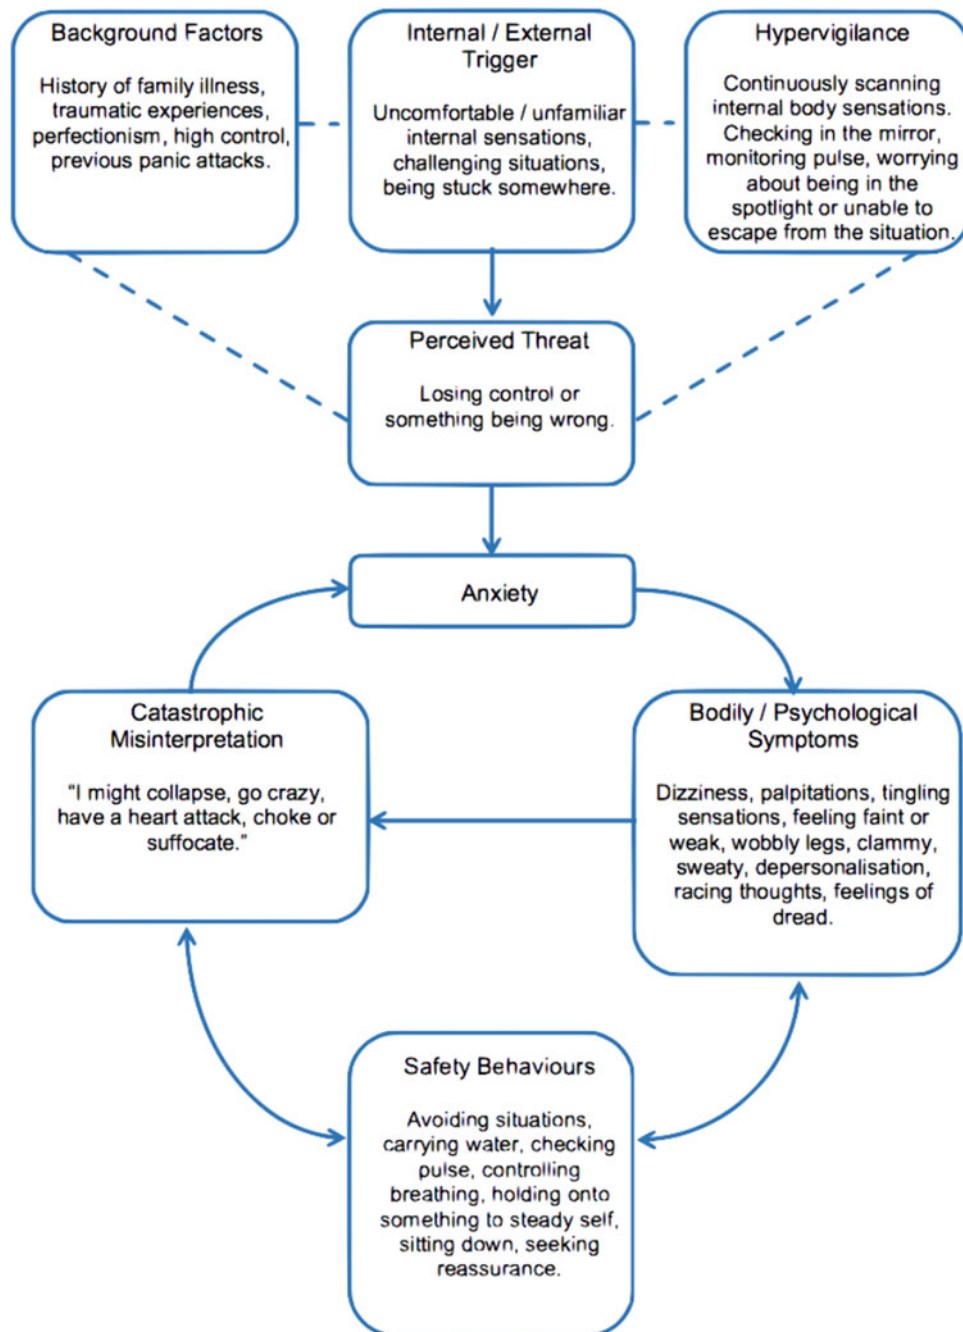 Background Factors
History of family illness,
traumatic experiences,
perfectionism, high control,
previous panic attacks.
Internal / External
Trigger
Uncomfortable / unfamiliar
internal sensations,
challenging situations,
being stuck somewhere.
Hypervigilance
Continuously scanning
internal body sensations.
Checking in the mirror,
monitoring pulse, worrying
about being in the
spotlight or unable to
escape from the situation.
Perceived Threat
Losing control or
something being wrong.
Anxiety
Catastrophic
Misinterpretation
"I might collapse, go crazy,
have a heart attack, choke or
suffocate."
Bodily / Psychological
Symptoms
Dizziness, palpitations, tingling
sensations, feeling faint or
weak, wobbly legs, clammy,
sweaty, depersonalisation,
racing thoughts, feelings of
dread.
Safety Behaviours
Avoiding situations,
carrying water, checking
pulse, controlling
breathing, holding onto
something to steady self,
sitting down, seeking
reassurance.